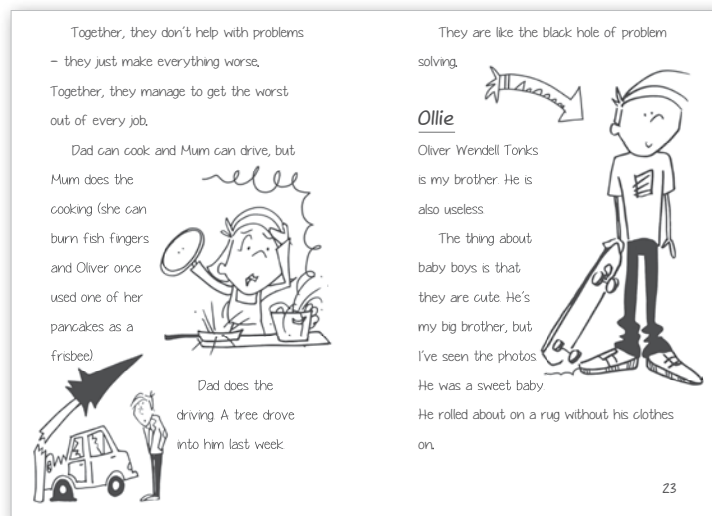 Together, they don't help with problems
– they just make everything worse.
Together, they manage to get the worst
out of every job.
Dad can cook and Mum can drive, but
Mum does the
cooking (she can
burn fish fingers
and Oliver once
used one of her
pancakes as a
frisbee).
Dad does the
driving. A tree drove
into him last week.
They are like the black hole of problem
solving.
Ollie
Oliver Wendell Tonks
is my brother. He is
also useless.
The thing about
baby boys is that
they are cute. He's
my big brother, but
I've seen the photos.
He was a sweet baby.
He rolled about on a rug without his clothes
on.
23